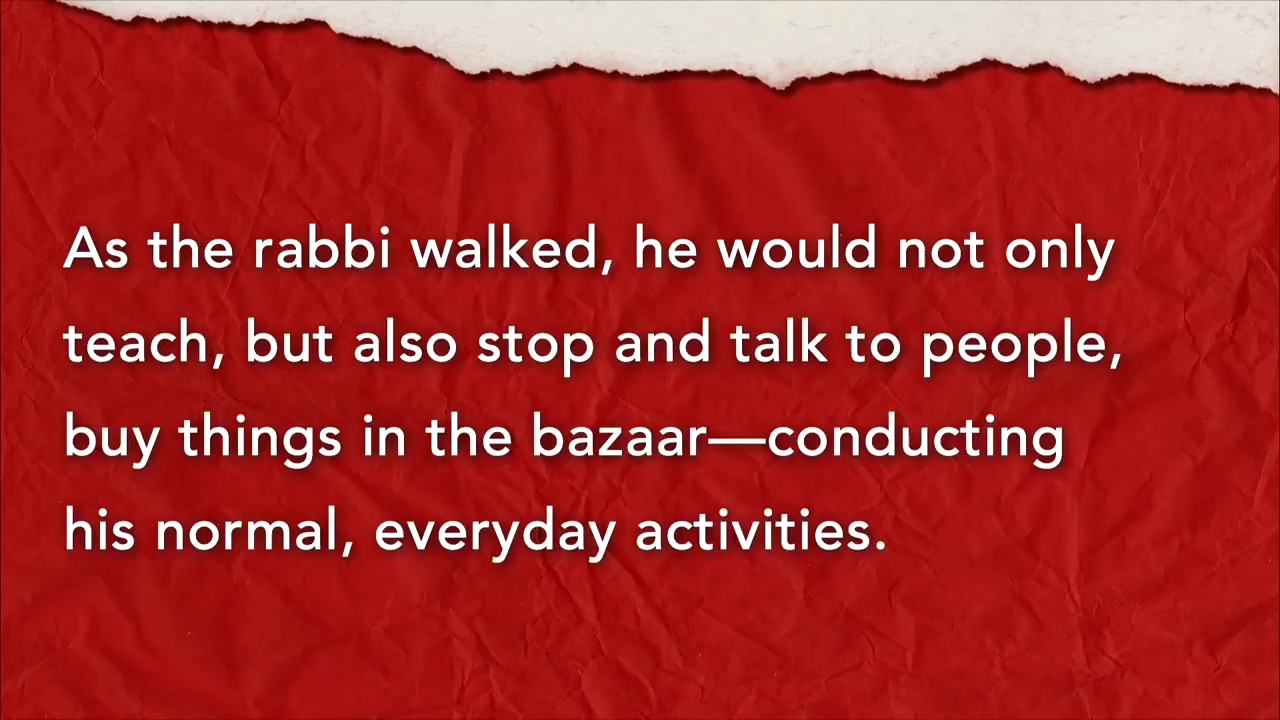 As the rabbi walked, he would not only
teach, but also stop and talk to people,
buy things in the bazaar—conducting
his normal, everyday activities.